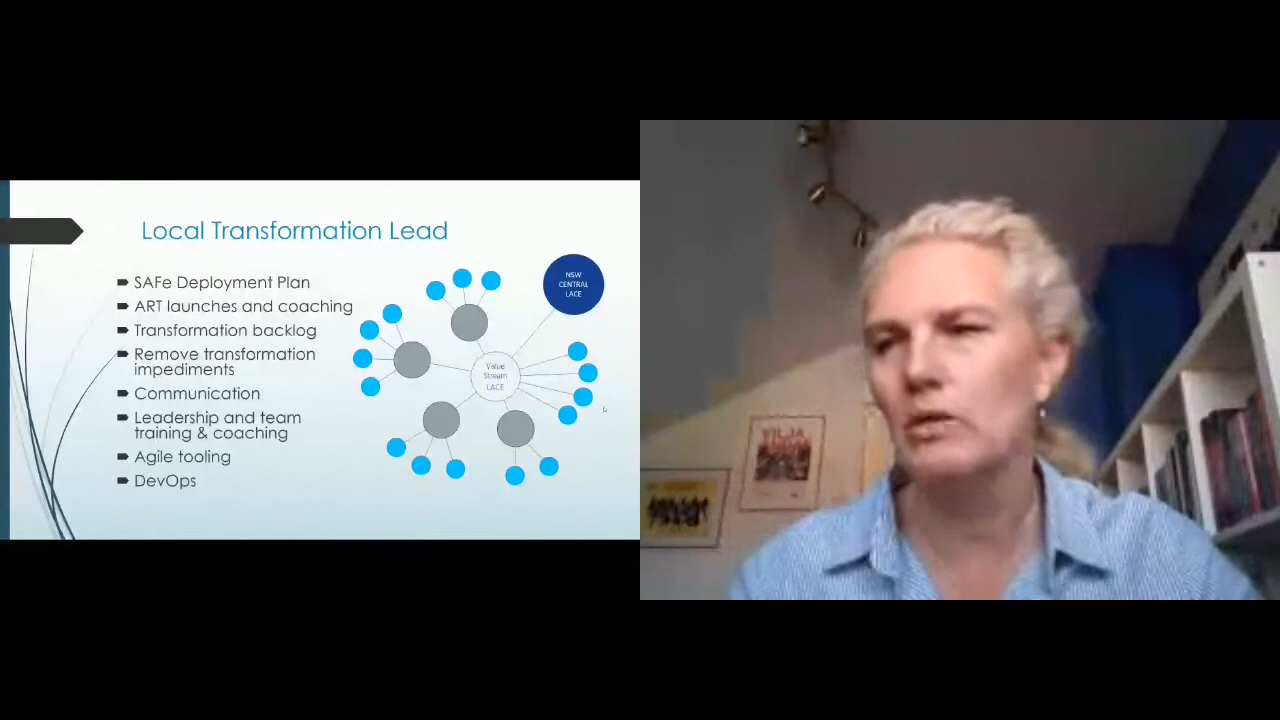 Local Transformation Lead
SAFe Deployment Plan
ART launches and coaching
Transformation backlog
Remove transformation
impediments
Communication
Leadership and team
training & coaching
Agile tooling
DevOps
NSW
CENTRAL
LACE
Value
Stream
LACE
VILJA